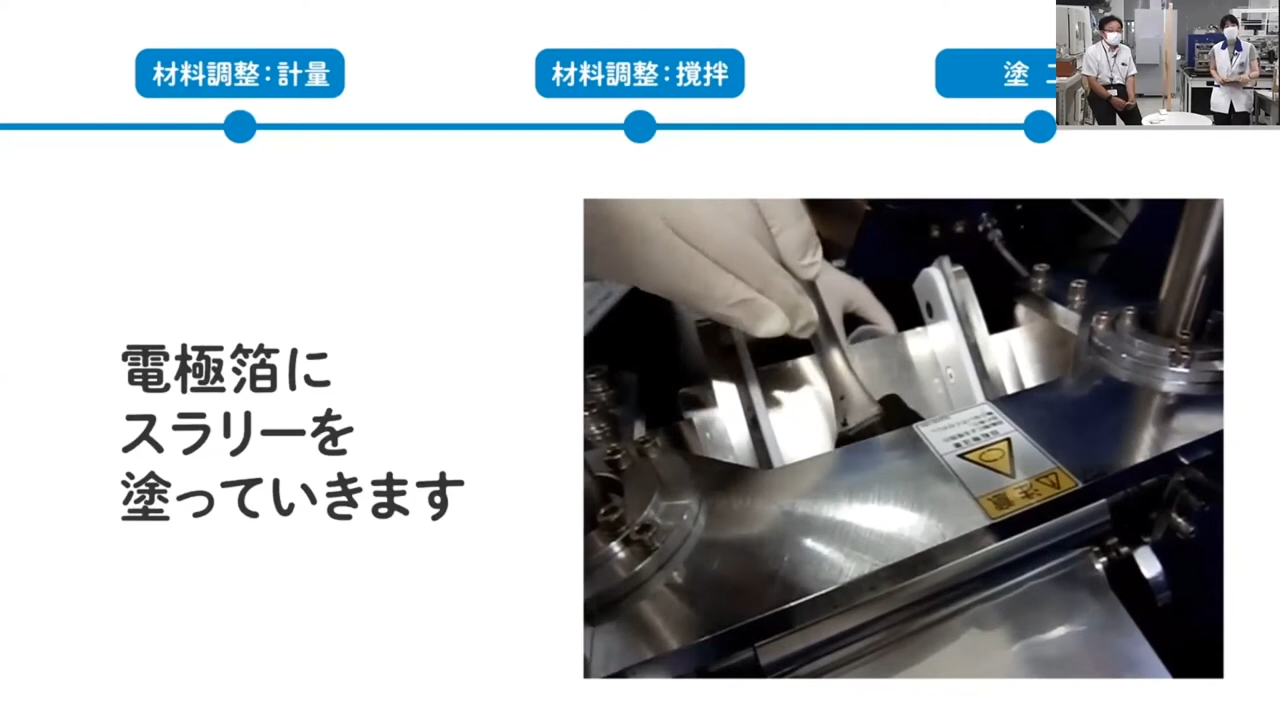 材料調整：計量
材料調整：撹拌
塗 工
電極箔に
スラリーを
塗っていきます
注意